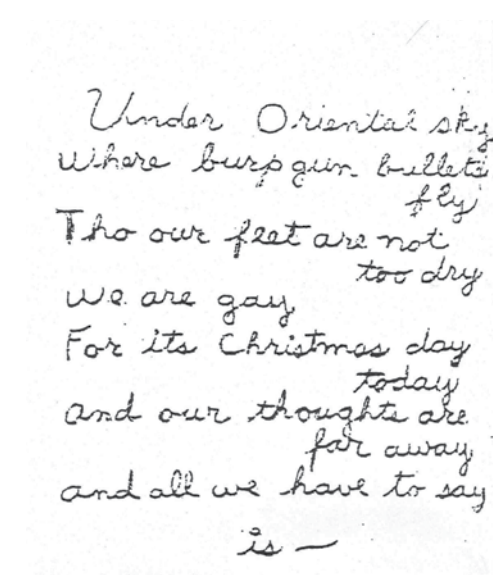 Under Oriental sky
where burp gun bullets
fly
Tho our feet are not
too dry
we are gay
For its Christmas day
today
and our thoughts are
far away
and all we have to say
is —